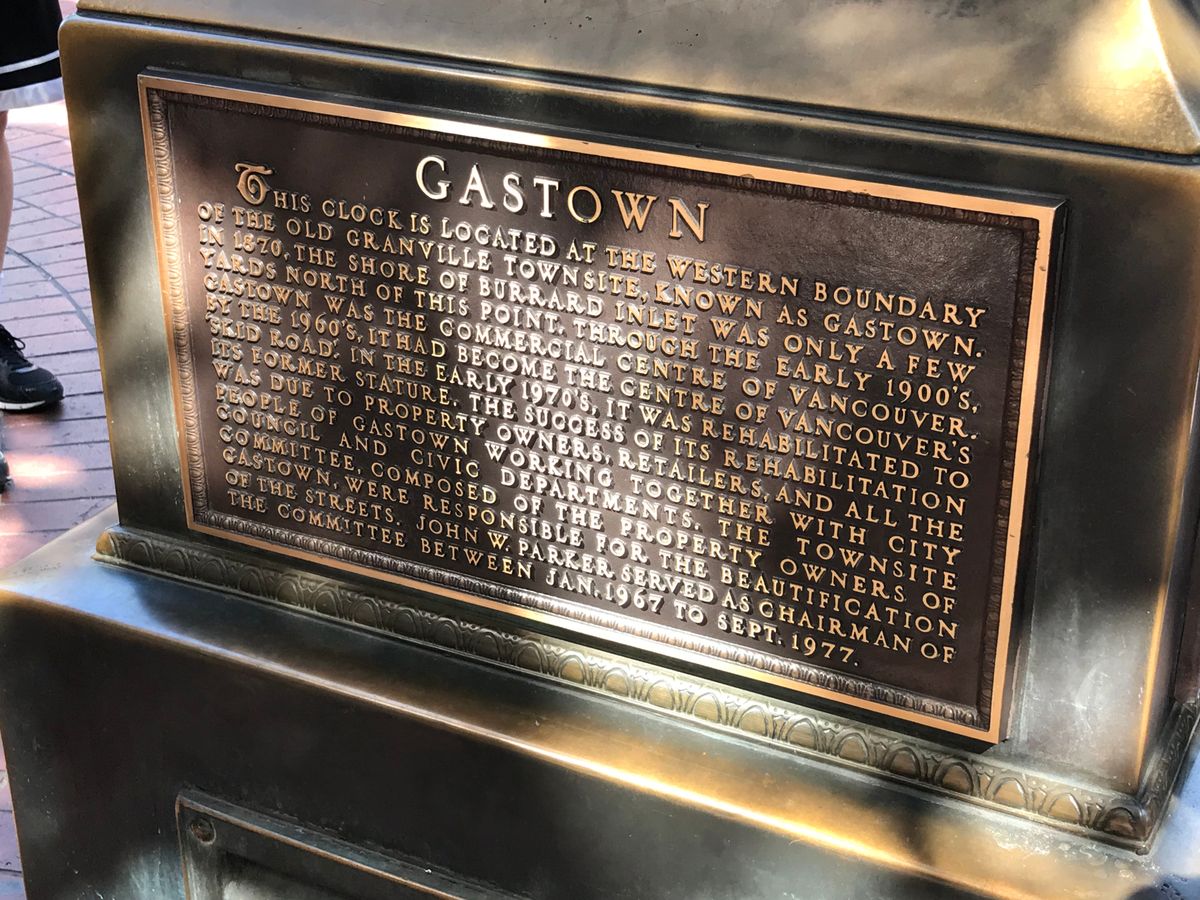 GASTOWN
THIS CLOCK IS LOCATED AT THE WESTERN BOUNDARY
OF THE OLD GRANVILLE TOWNSITE, KNOWN AS GASTOWN.
IN 1870, THE SHORE OF BURRARD INLET WAS ONLY A FEW
YARDS NORTH OF THIS POINT. THROUGH THE EARLY 1900'S,
GASTOWN WAS THE COMMERCIAL CENTRE OF VANCOUVER.
BY THE 1960'S, IT HAD BECOME THE CENTRE OF VANCOUVER'S
'SKID ROAD'. IN THE EARLY 1970'S, IT WAS REHABILITATED TO
ITS FORMER STATURE. THE SUCCESS OF ITS REHABILITATION
WAS DUE TO PROPERTY OWNERS, RETAILERS, AND ALL THE
PEOPLE OF GASTOWN WORKING TOGETHER WITH CITY
COUNCIL AND CIVIC DEPARTMENTS. THE TOWNSITE
COMMITTEE, COMPOSED OF THE PROPERTY OWNERS OF
GASTOWN, WERE RESPONSIBLE FOR THE BEAUTIFICATION
OF THE STREETS. JOHN W. PARKER SERVED AS CHAIRMAN OF
THE COMMITTEE BETWEEN JAN. 1967 TO SEPT. 1977.